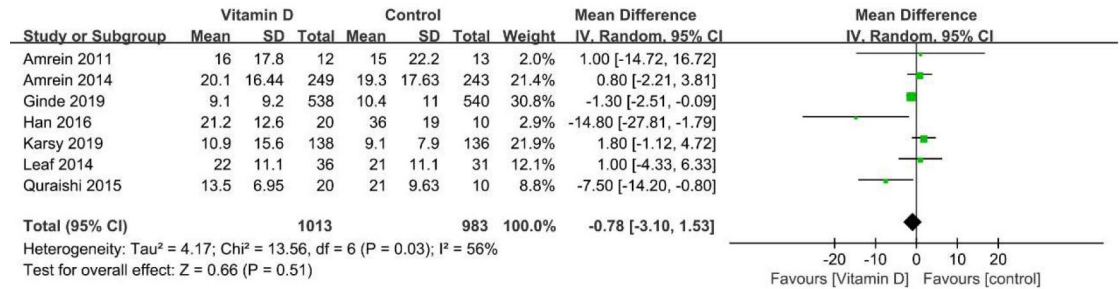 Vitamin D Control Mean Difference Mean Difference
Study or Subgroup Mean SD Total Mean SD Total Weight IV. Random. 95% CI IV. Random. 95% CI
Amrein 2011 16 17.8 12 15 22.2 13 2.0% 1.00 [-14.72, 16.72]
Amrein 2014 20.1 16.44 249 19.3 17.63 243 21.4% 0.80 [-2.21, 3.81]
Ginde 2019 9.1 9.2 538 10.4 11 540 30.8% -1.30 [-2.51, -0.09]
Han 2016 21.2 12.6 20 36 19 10 2.9% -14.80 [-27.81, -1.79]
Karsy 2019 10.9 15.6 138 9.1 7.9 136 21.9% 1.80 [-1.12, 4.72]
Leaf 2014 22 11.1 36 21 11.1 31 12.1% 1.00 [-4.33, 6.33]
Quraishi 2015 13.5 6.95 20 21 9.63 10 8.8% -7.50 [-14.20, -0.80]
Total (95% CI) 1013 983 100.0% -0.78 [-3.10, 1.53]
Heterogeneity: Tau² = 4.17; Chi² = 13.56, df = 6 (P = 0.03); I² = 56%
Test for overall effect: Z = 0.66 (P = 0.51)
-20 -10 0 10 20
Favours [Vitamin D] Favours [control]